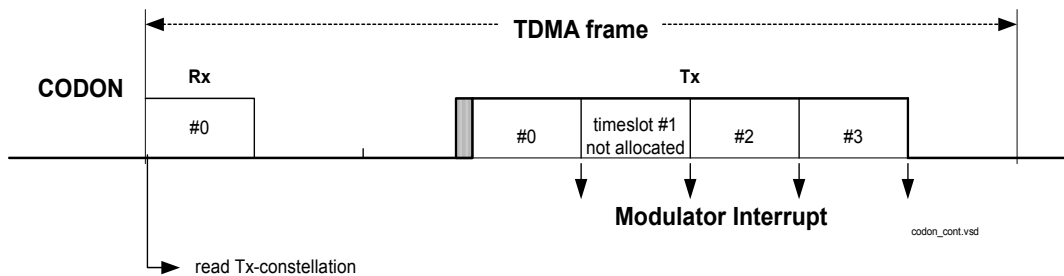 TDMA frame
Rx
Tx
CODON
#0
#0
timeslot #1
not allocated
#2
#3
Modulator Interrupt
codon_cont.vsd
read Tx-constellation